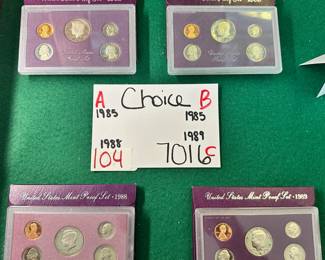 A Choice B
1985 1985
1988 1989
104 7016 C
United States Mint Proof Set - 1988
United States Mint Proof Set - 1989